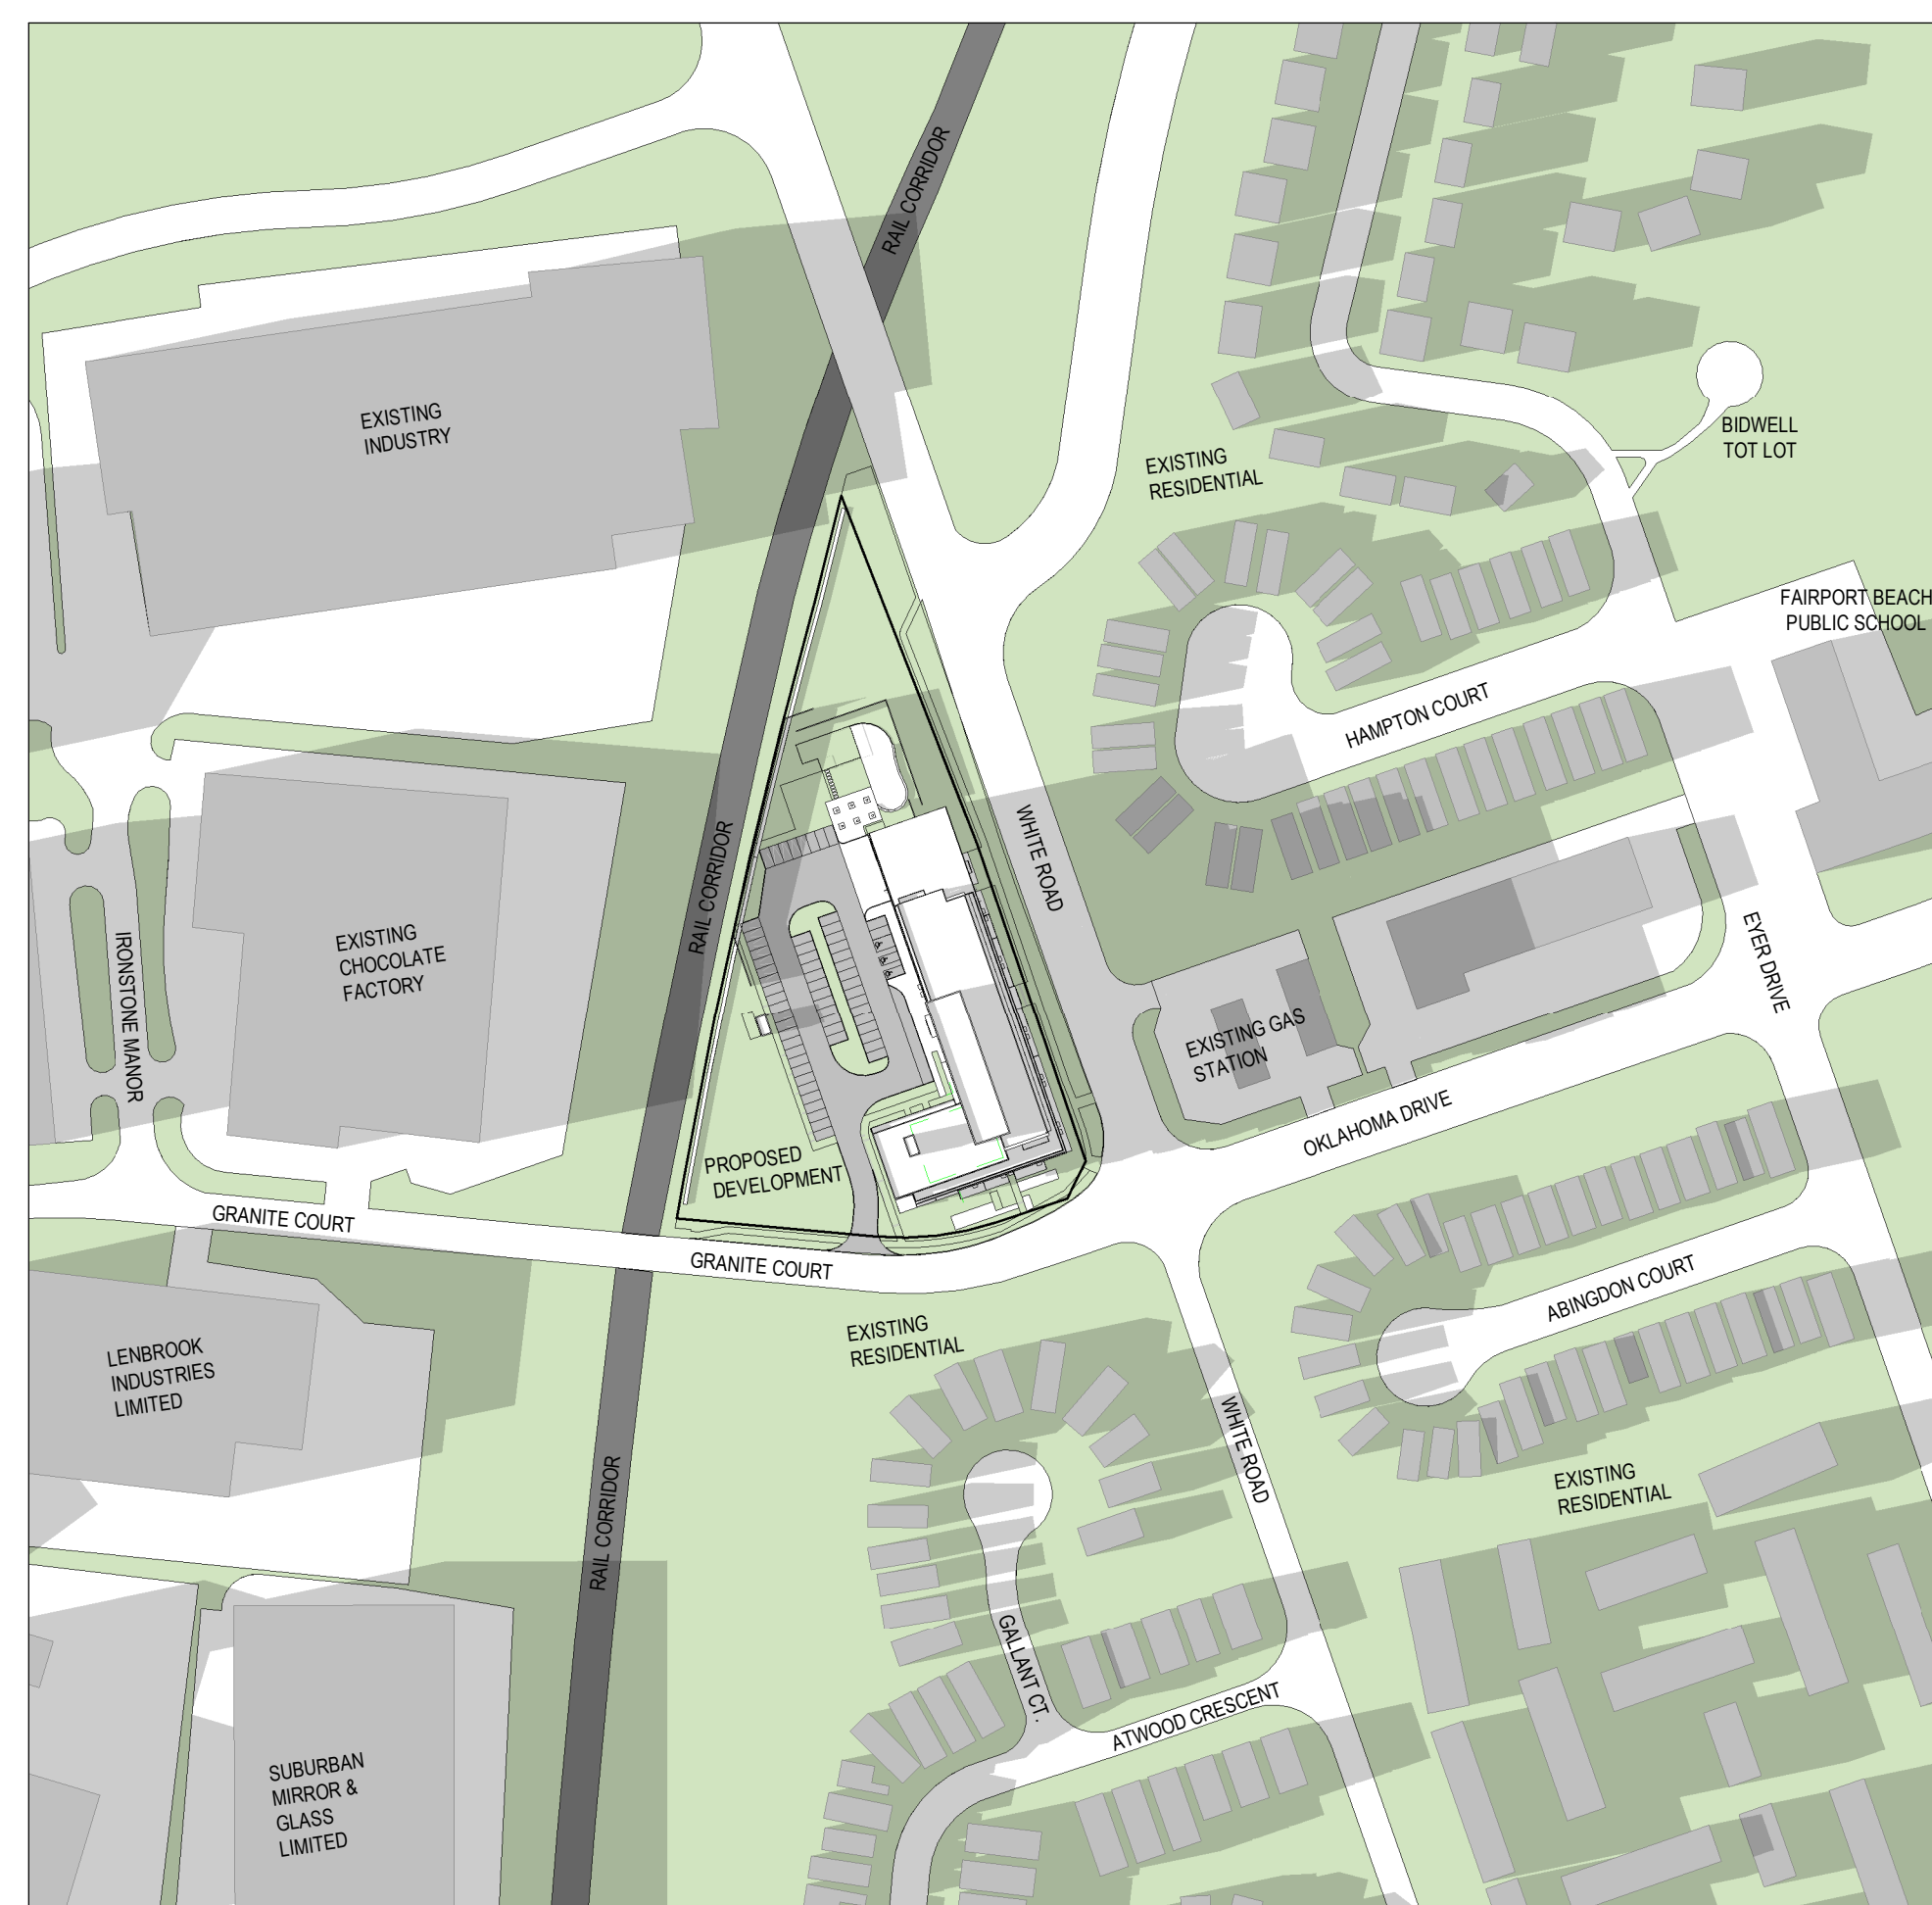 RAIL CORRIDOR
EXISTING
INDUSTRY
BIDWELL
TOT LOT
EXISTING
RESIDENTIAL
FAIRPORT BEACH
PUBLIC SCHOOL
HAMPTON COURT
WHITE ROAD
RAIL CORRIDOR
EXISTING
CHOCOLATE
FACTORY
IRONSTONE MANOR
EYER DRIVE
EXISTING GAS
STATION
OKLAHOMA DRIVE
PROPOSED
DEVELOPMENT
GRANITE COURT
GRANITE COURT
ABINGDON COURT
EXISTING
RESIDENTIAL
LENBROOK
INDUSTRIES
LIMITED
WHITE ROAD
EXISTING
RESIDENTIAL
RAIL CORRIDOR
GALLANT CT.
ATWOOD CRESCENT
SUBURBAN
MIRROR &
GLASS
LIMITED